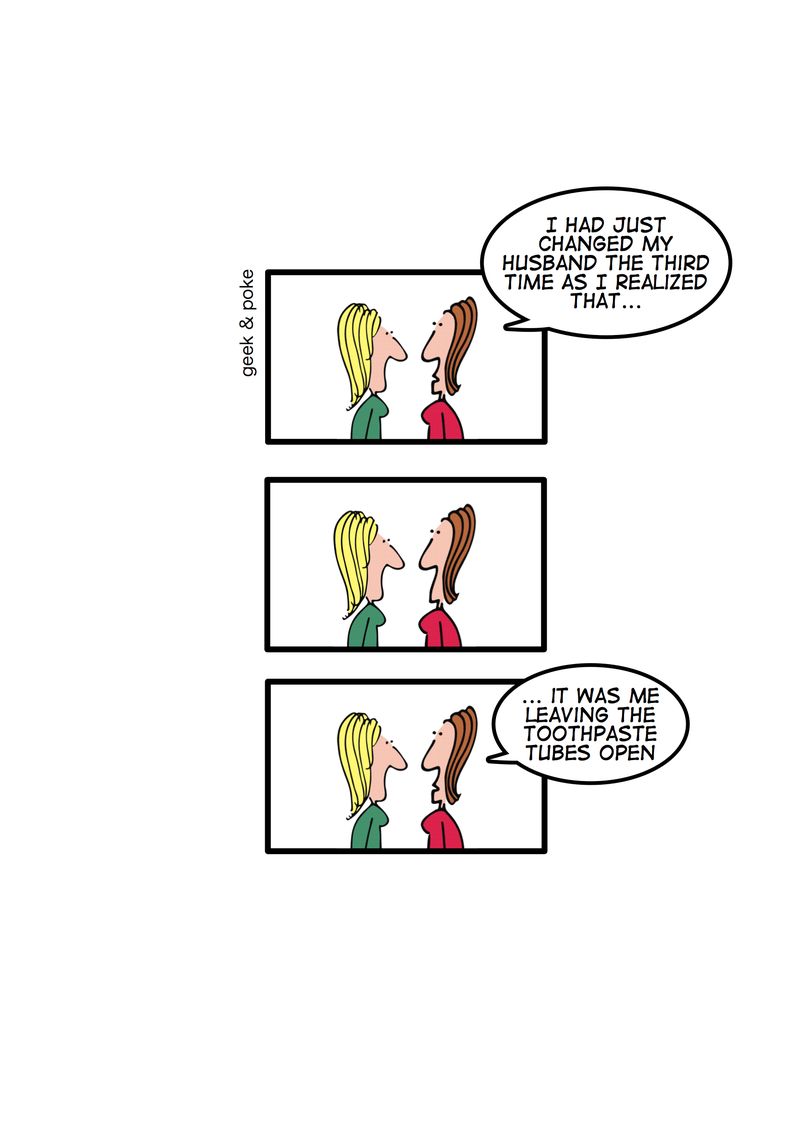 geek & poke
I HAD JUST
CHANGED MY
HUSBAND THE THIRD
TIME AS I REALIZED
THAT...
... IT WAS ME
LEAVING THE
TOOTHPASTE
TUBES OPEN